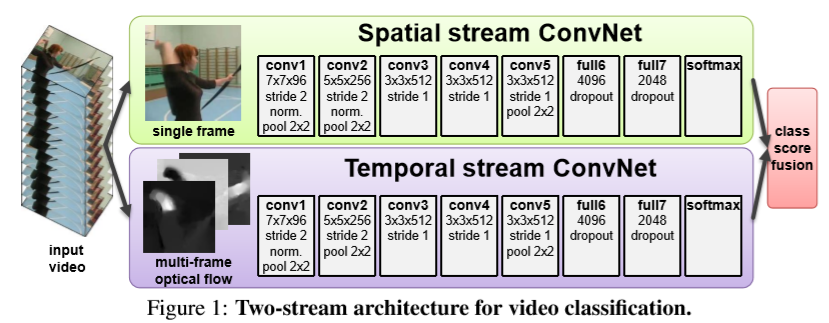 Spatial stream ConvNet
single frame
conv1
7x7x96
stride 2
norm.
pool 2x2
conv2
5x5x256
stride 2
norm.
pool 2x2
conv3
3x3x512
stride 1
conv4
3x3x512
stride 1
conv5
3x3x512
stride 1
pool 2x2
full6
4096
dropout
full7
2048
dropout
softmax
Temporal stream ConvNet
input
video
multi-frame
optical flow
conv1
7x7x96
stride 2
norm.
pool 2x2
conv2
5x5x256
stride 2
pool 2x2
conv3
3x3x512
stride 1
conv4
3x3x512
stride 1
conv5
3x3x512
stride 1
pool 2x2
full6
4096
dropout
full7
2048
dropout
softmax
class
score
fusion
Figure 1: Two-stream architecture for video classification.